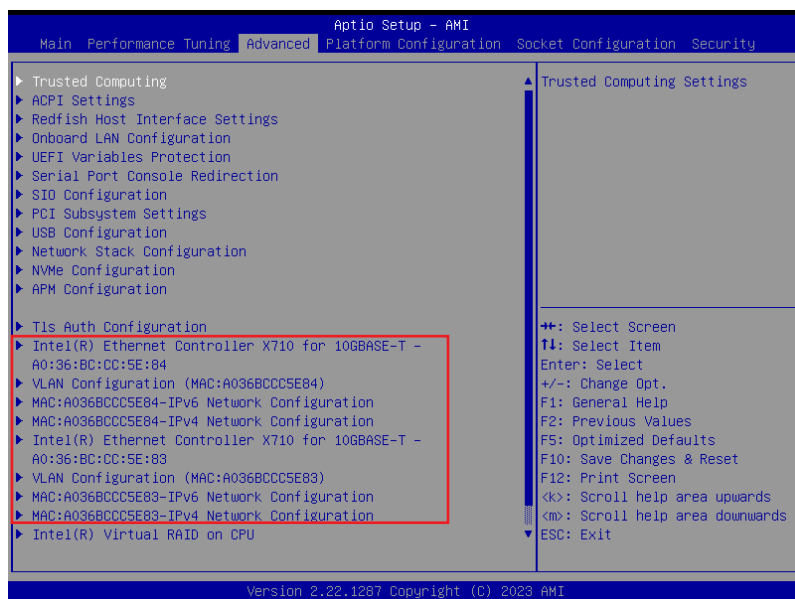 Aptio Setup - AMI
Main Performance Tuning Advanced Platform Configuration Socket Configuration Security
Trusted Computing
ACPI Settings
Redfish Host Interface Settings
Onboard LAN Configuration
UEFI Variables Protection
Serial Port Console Redirection
SIO Configuration
PCI Subsystem Settings
USB Configuration
Network Stack Configuration
NVMe Configuration
APM Configuration
Tls Auth Configuration
Intel(R) Ethernet Controller X710 for 10GBASE-T -
A0:36:BC:CC:5E:84
VLAN Configuration (MAC:A036BCCC5E84)
MAC:A036BCCC5E84-IPv6 Network Configuration
MAC:A036BCCC5E84-IPv4 Network Configuration
Intel(R) Ethernet Controller X710 for 10GBASE-T -
A0:36:BC:CC:5E:83
VLAN Configuration (MAC:A036BCCC5E83)
MAC:A036BCCC5E83-IPv6 Network Configuration
MAC:A036BCCC5E83-IPv4 Network Configuration
Intel(R) Virtual RAID on CPU
Trusted Computing Settings
→←: Select Screen
↑↓: Select Item
Enter: Select
+/-: Change Opt.
F1: General Help
F2: Previous Values
F5: Optimized Defaults
F10: Save Changes & Reset
F12: Print Screen
<k>: Scroll help area upwards
<m>: Scroll help area downwards
ESC: Exit
Version 2.22.1287 Copyright (C) 2023 AMI